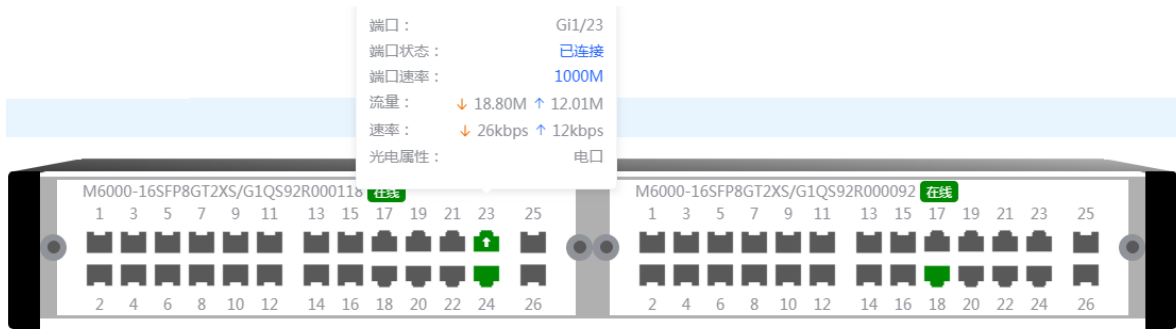 端口： Gi1/23
端口状态： 已连接
端口速率： 1000M
流量： ↓ 18.80M ↑ 12.01M
速率： ↓ 26kbps ↑ 12kbps
光电属性： 电口
M6000-16SFP8GT2XS/G1QS92R000118 在线 M6000-16SFP8GT2XS/G1QS92R000092 在线
1 3 5 7 9 11 13 15 17 19 21 23 25 1 3 5 7 9 11 13 15 17 19 21 23 25
2 4 6 8 10 12 14 16 18 20 22 24 26 2 4 6 8 10 12 14 16 18 20 22 24 26